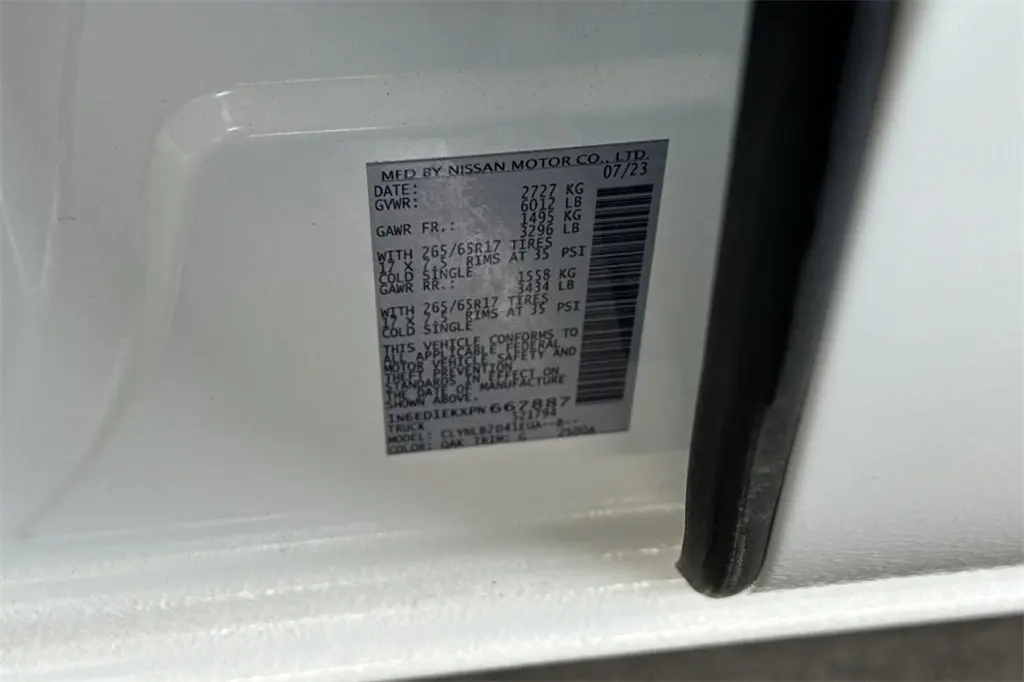 MFD BY NISSAN MOTOR CO., LTD.
DATE: 07/23
GVWR: 2727 KG
6012 LB
GAWR FR.: 1495 KG
3296 LB
WITH 265/65R17 TIRES
17 X 7.5 RIMS AT 35 PSI
COLD SINGLE
GAWR RR.: 1558 KG
3434 LB
WITH 265/65R17 TIRES
17 X 7.5 RIMS AT 35 PSI
COLD SINGLE
THIS VEHICLE CONFORMS TO
ALL APPLICABLE FEDERAL
MOTOR VEHICLE SAFETY AND
THEFT PREVENTION
STANDARDS IN EFFECT ON
THE DATE OF MANUFACTURE
SHOWN ABOVE.
1N6ED1EKXPN667887
TRUCK 521794
MODEL: CLYNLBZD41EUA--B--
COLOR: QAK TRIM: G 2500A